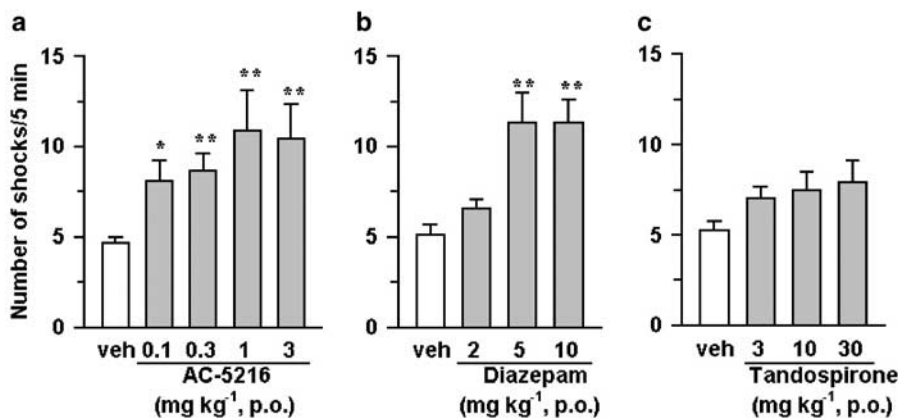 a
Number of shocks/5 min
15
10
5
0
*
**
**
**
veh 0.1 0.3 1 3
AC-5216
(mg kg⁻¹, p.o.)
b
15
10
5
0
**
**
veh 2 5 10
Diazepam
(mg kg⁻¹, p.o.)
c
15
10
5
0
veh 3 10 30
Tandospirone
(mg kg⁻¹, p.o.)